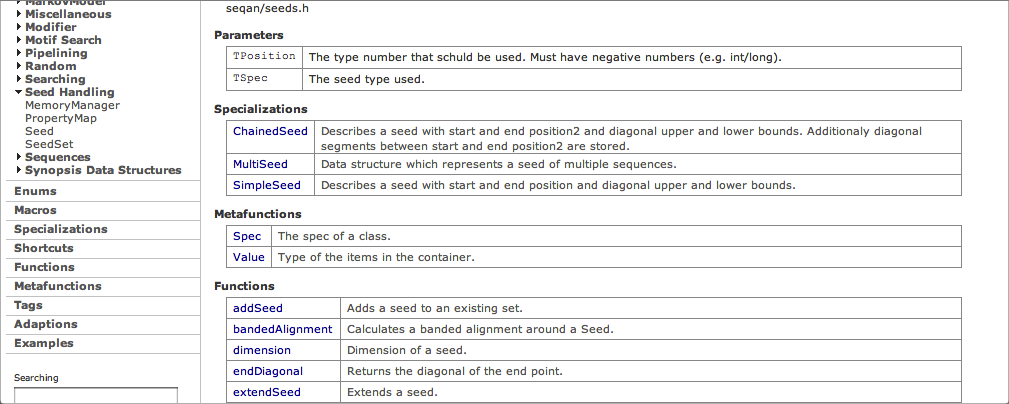 MarkovModel
Miscellaneous
Modifier
Motif Search
Pipelining
Random
Searching
Seed Handling
MemoryManager
PropertyMap
Seed
SeedSet
Sequences
Synopsis Data Structures
Enums
Macros
Specializations
Shortcuts
Functions
Metafunctions
Tags
Adaptions
Examples
Searching
seqan/seeds.h
Parameters
TPosition The type number that schuld be used. Must have negative numbers (e.g. int/long).
TSpec The seed type used.
Specializations
ChainedSeed Describes a seed with start and end position2 and diagonal upper and lower bounds. Additionaly diagonal
segments between start and end position2 are stored.
MultiSeed Data structure which represents a seed of multiple sequences.
SimpleSeed Describes a seed with start and end position and diagonal upper and lower bounds.
Metafunctions
Spec The spec of a class.
Value Type of the items in the container.
Functions
addSeed Adds a seed to an existing set.
bandedAlignment Calculates a banded alignment around a Seed.
dimension Dimension of a seed.
endDiagonal Returns the diagonal of the end point.
extendSeed Extends a seed.